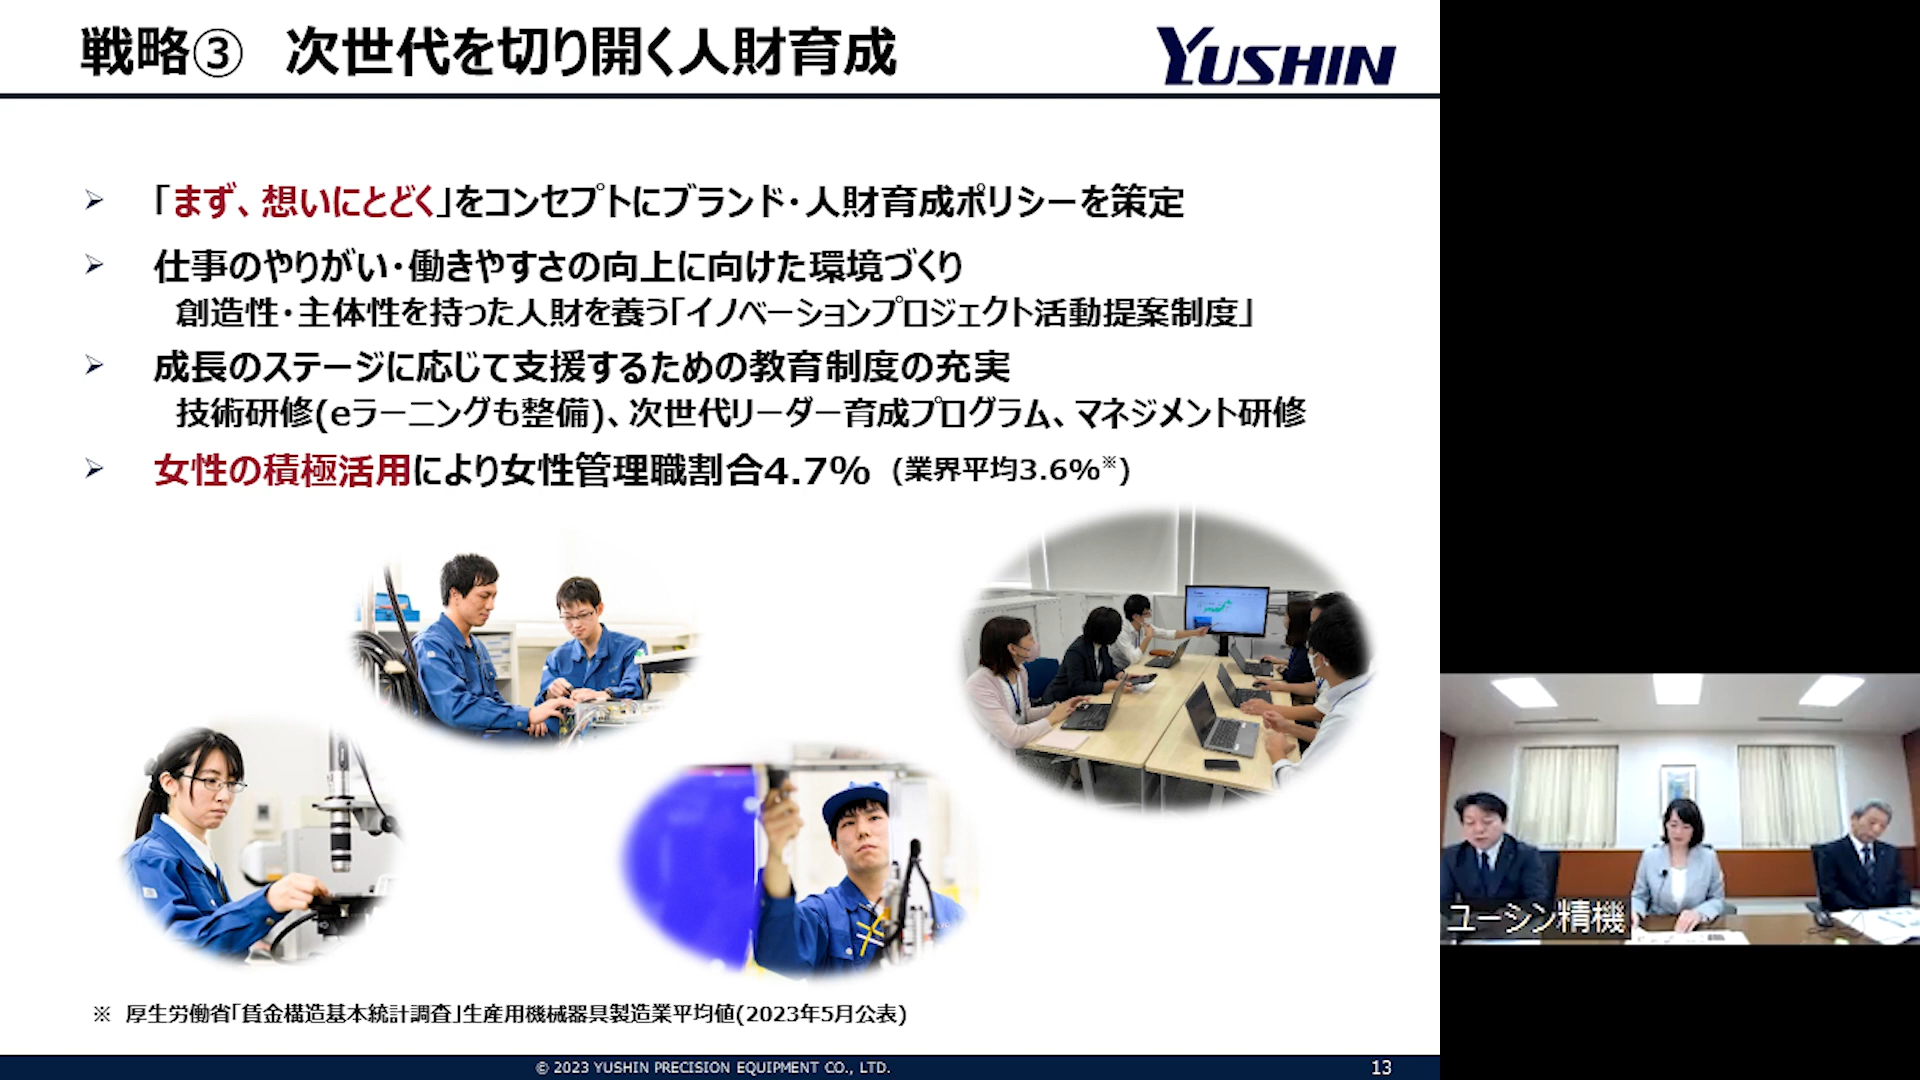 戦略③ 次世代を切り開く人財育成
YUSHIN
➢ 「まず、想いにとどく」をコンセプトにブランド・人財育成ポリシーを策定
➢ 仕事のやりがい・働きやすさの向上に向けた環境づくり
創造性・主体性を持った人財を養う「イノベーションプロジェクト活動提案制度」
➢ 成長のステージに応じて支援するための教育制度の充実
技術研修(eラーニングも整備)、次世代リーダー育成プログラム、マネジメント研修
➢ 女性の積極活用により女性管理職割合4.7% (業界平均3.6%※)
ユーシン精機
※ 厚生労働省「賃金構造基本統計調査」生産用機械器具製造業平均値(2023年5月公表)
© 2023 YUSHIN PRECISION EQUIPMENT CO., LTD.
13